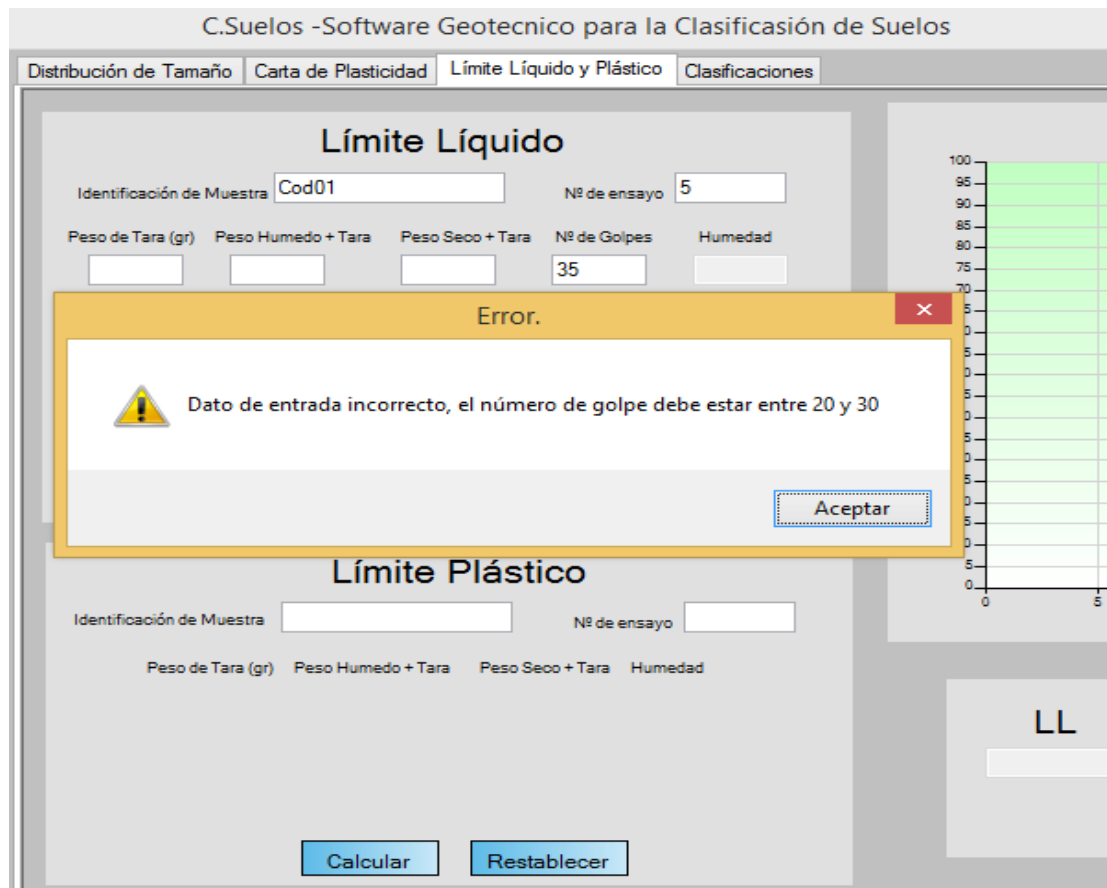 C.Suelos -Software Geotecnico para la Clasificasión de Suelos
Distribución de Tamaño Carta de Plasticidad Límite Líquido y Plástico Clasificaciones
Límite Líquido
Identificación de Muestra Cod01 Nº de ensayo 5
Peso de Tara (gr) Peso Humedo + Tara Peso Seco + Tara Nº de Golpes Humedad
35
Error.
Dato de entrada incorrecto, el número de golpe debe estar entre 20 y 30
Aceptar
Límite Plástico
Identificación de Muestra Nº de ensayo
Peso de Tara (gr) Peso Humedo + Tara Peso Seco + Tara Humedad
Calcular Restablecer
100
95
90
85
80
75
70
5
0
0 5
LL